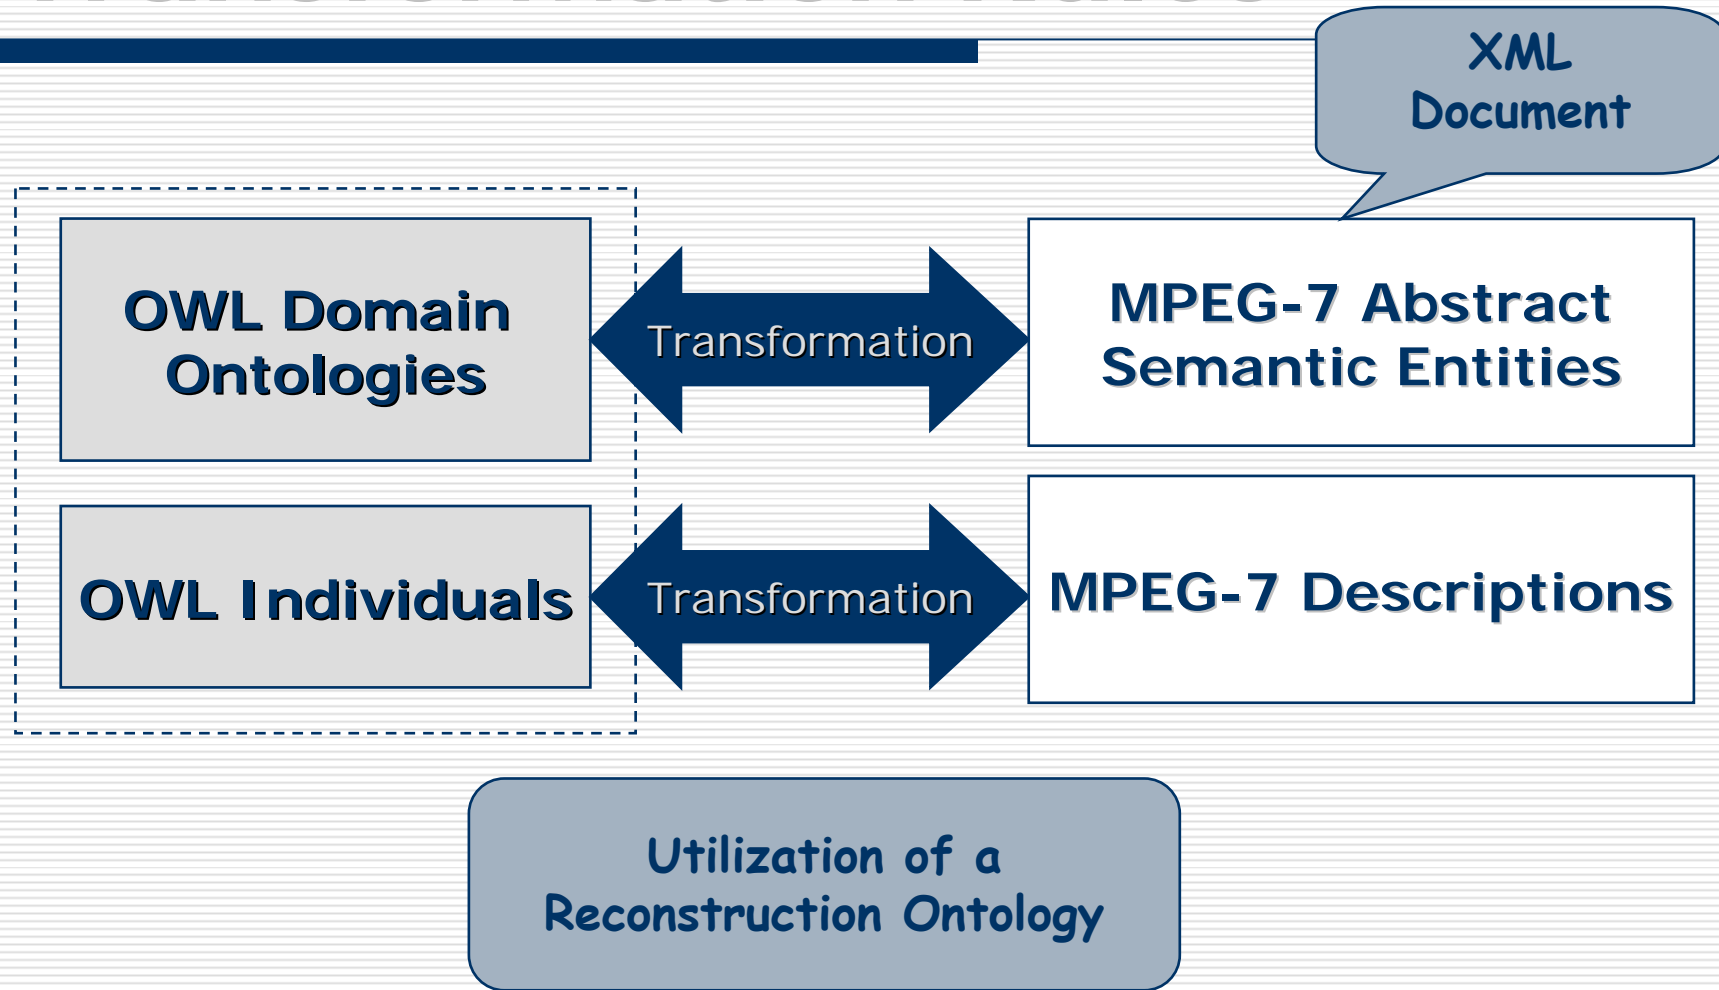 XML
Document
OWL Domain
Ontologies
Transformation
MPEG-7 Abstract
Semantic Entities
OWL Individuals
Transformation
MPEG-7 Descriptions
Utilization of a
Reconstruction Ontology